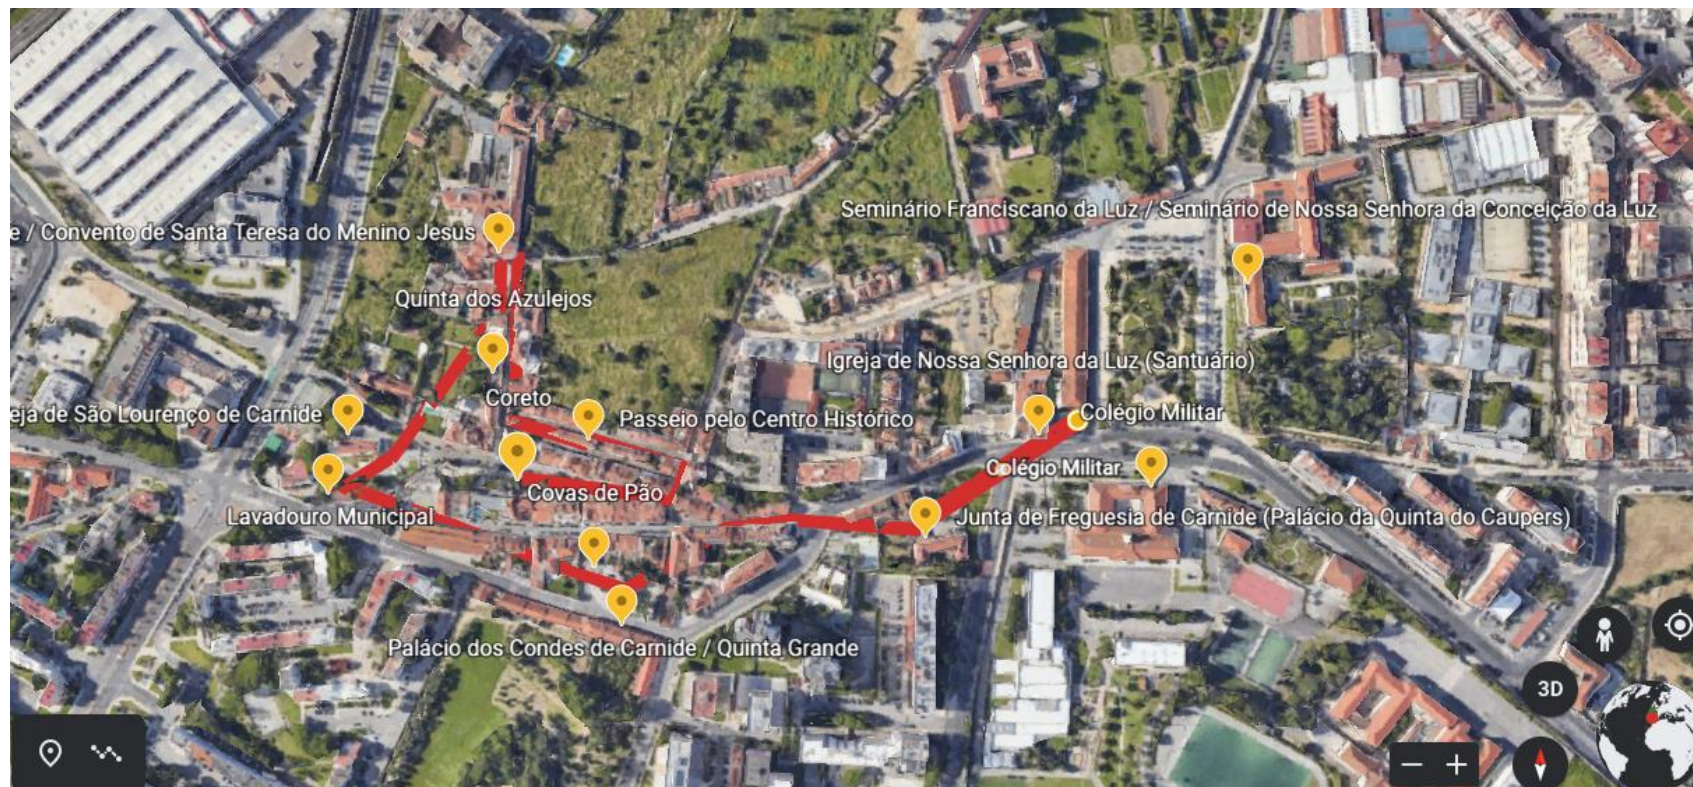 Seminário Franciscano da Luz / Seminário de Nossa Senhora da Conceição da Luz
e / Convento de Santa Teresa do Menino Jesus
Quinta dos Azulejos
Igreja de Nossa Senhora da Luz (Santuário)
Coreto
eja de São Lourenço de Carnide
Passeio pelo Centro Histórico
Colégio Militar
Colégio Militar
Covas de Pão
Lavadouro Municipal
Junta de Freguesia de Carnide (Palácio da Quinta do Caupers)
Palácio dos Condes de Carnide / Quinta Grande
3D